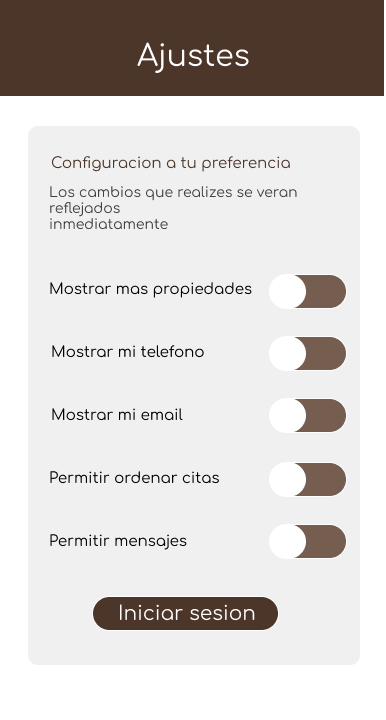 Ajustes
Configuracion a tu preferencia
Los cambios que realizes se veran
reflejados
inmediatamente
Mostrar mas propiedades
Mostrar mi telefono
Mostrar mi email
Permitir ordenar citas
Permitir mensajes
Iniciar sesion